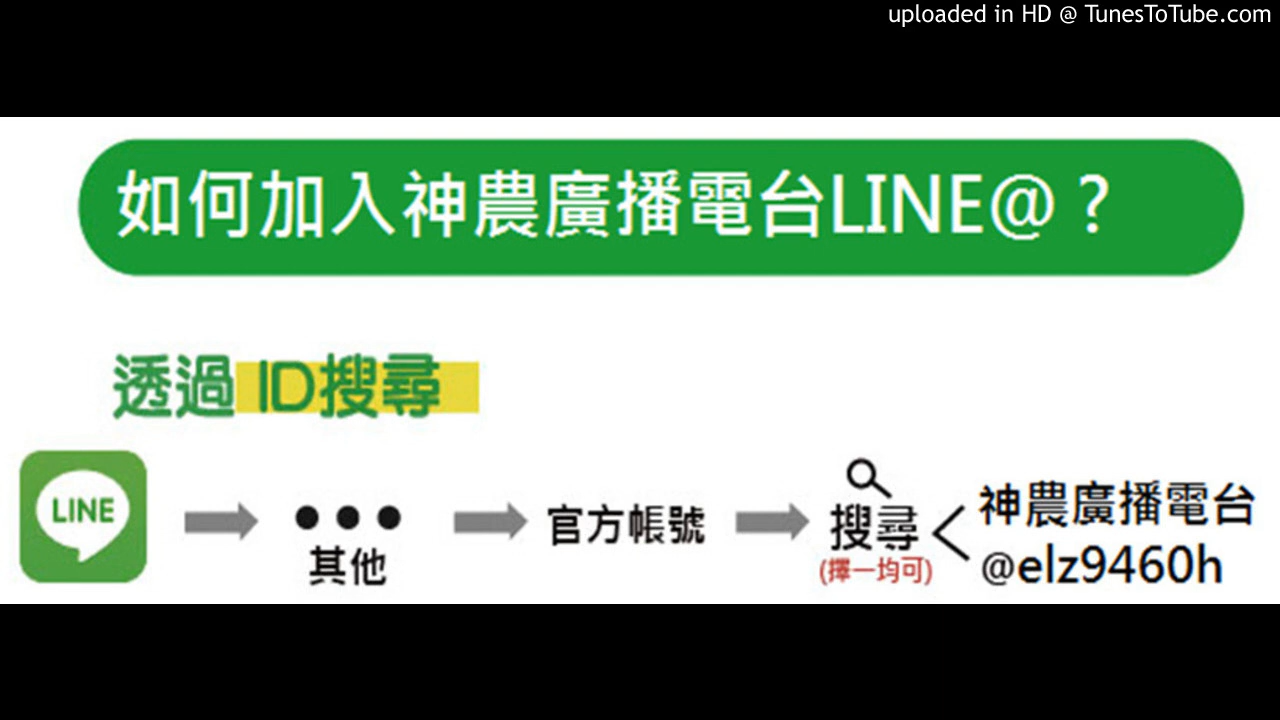 uploaded in HD @ TunesToTube.com
如何加入神農廣播電台LINE@？
透過 ID搜尋
LINE
其他
官方帳號
搜尋
(擇一均可)
神農廣播電台
@elz9460h